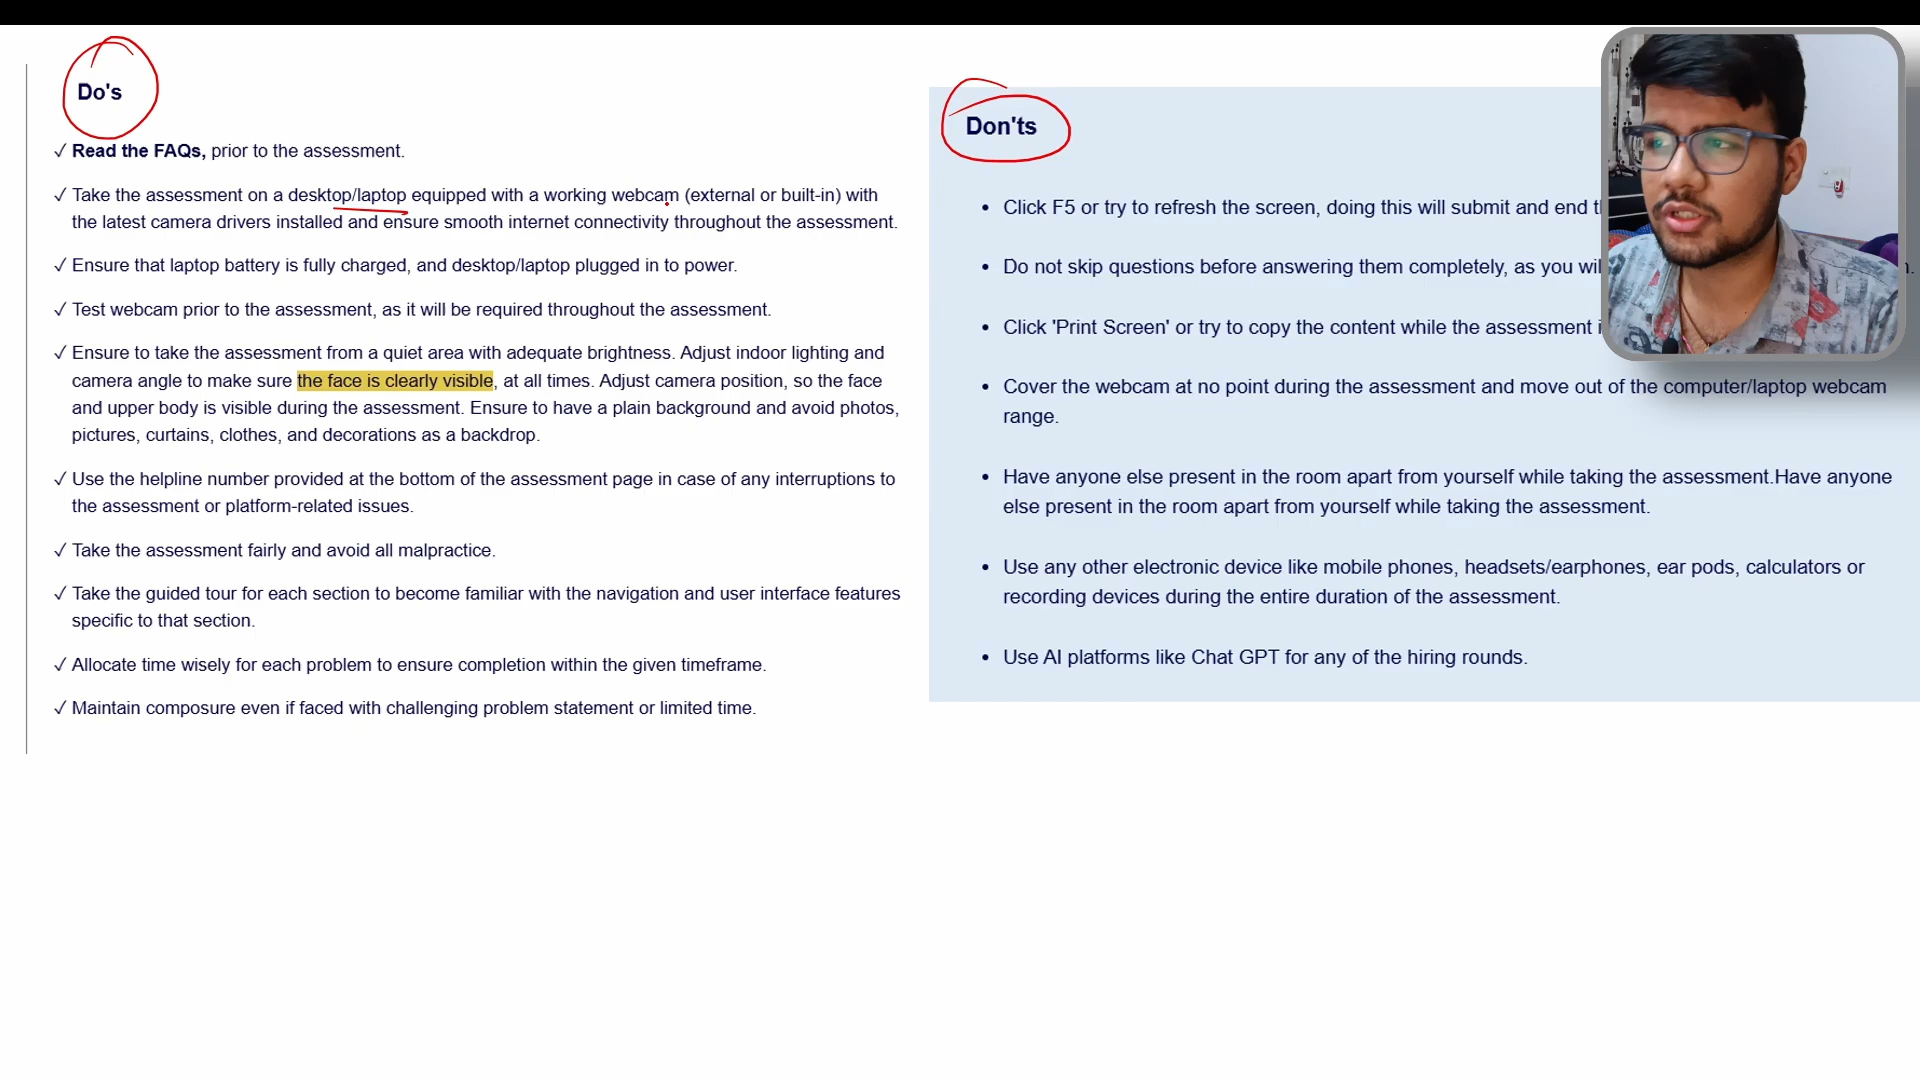 Do's
✓ Read the FAQs, prior to the assessment.
✓ Take the assessment on a desktop/laptop equipped with a working webcam (external or built-in) with
the latest camera drivers installed and ensure smooth internet connectivity throughout the assessment.
✓ Ensure that laptop battery is fully charged, and desktop/laptop plugged in to power.
✓ Test webcam prior to the assessment, as it will be required throughout the assessment.
✓ Ensure to take the assessment from a quiet area with adequate brightness. Adjust indoor lighting and
camera angle to make sure the face is clearly visible, at all times. Adjust camera position, so the face
and upper body is visible during the assessment. Ensure to have a plain background and avoid photos,
pictures, curtains, clothes, and decorations as a backdrop.
✓ Use the helpline number provided at the bottom of the assessment page in case of any interruptions to
the assessment or platform-related issues.
✓ Take the assessment fairly and avoid all malpractice.
✓ Take the guided tour for each section to become familiar with the navigation and user interface features
specific to that section.
✓ Allocate time wisely for each problem to ensure completion within the given timeframe.
✓ Maintain composure even if faced with challenging problem statement or limited time.
Don'ts
• Click F5 or try to refresh the screen, doing this will submit and end
• Do not skip questions before answering them completely, as you
• Click 'Print Screen' or try to copy the content while the assessment
• Cover the webcam at no point during the assessment and move out of the computer/laptop webcam
range.
• Have anyone else present in the room apart from yourself while taking the assessment.Have anyone
else present in the room apart from yourself while taking the assessment.
• Use any other electronic device like mobile phones, headsets/earphones, ear pods, calculators or
recording devices during the entire duration of the assessment.
• Use AI platforms like Chat GPT for any of the hiring rounds.